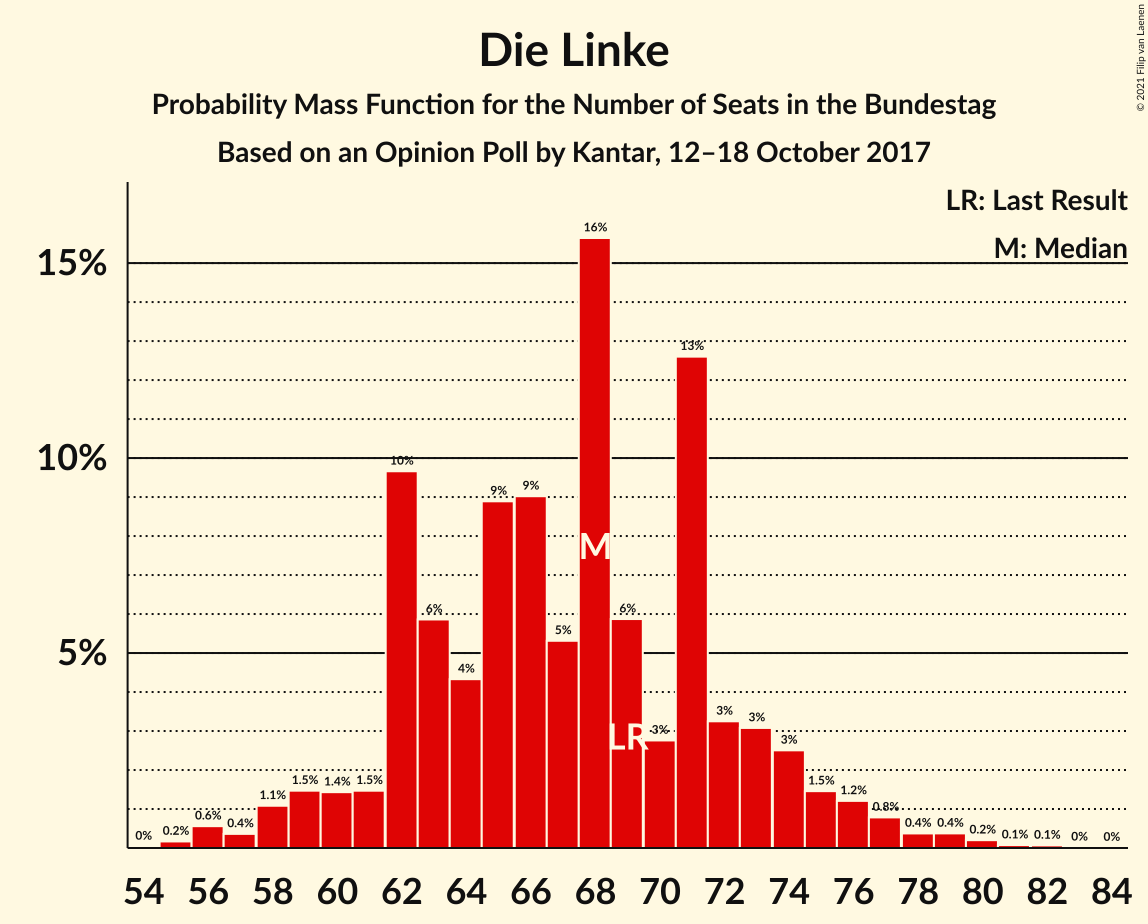 Die Linke
Probability Mass Function for the Number of Seats in the Bundestag
Based on an Opinion Poll by Kantar, 12–18 October 2017
© 2021 Filip van Laenen
LR: Last Result
M: Median
15%
10%
5%
0% 0.2% 0.6% 0.4% 1.1% 1.5% 1.4% 1.5% 10% 6% 4% 9% 9% 5% 16% 6% 3% 13% 3% 3% 3% 1.5% 1.2% 0.8% 0.4% 0.4% 0.2% 0.1% 0.1% 0% 0%
M
LR
54 56 58 60 62 64 66 68 70 72 74 76 78 80 82 84